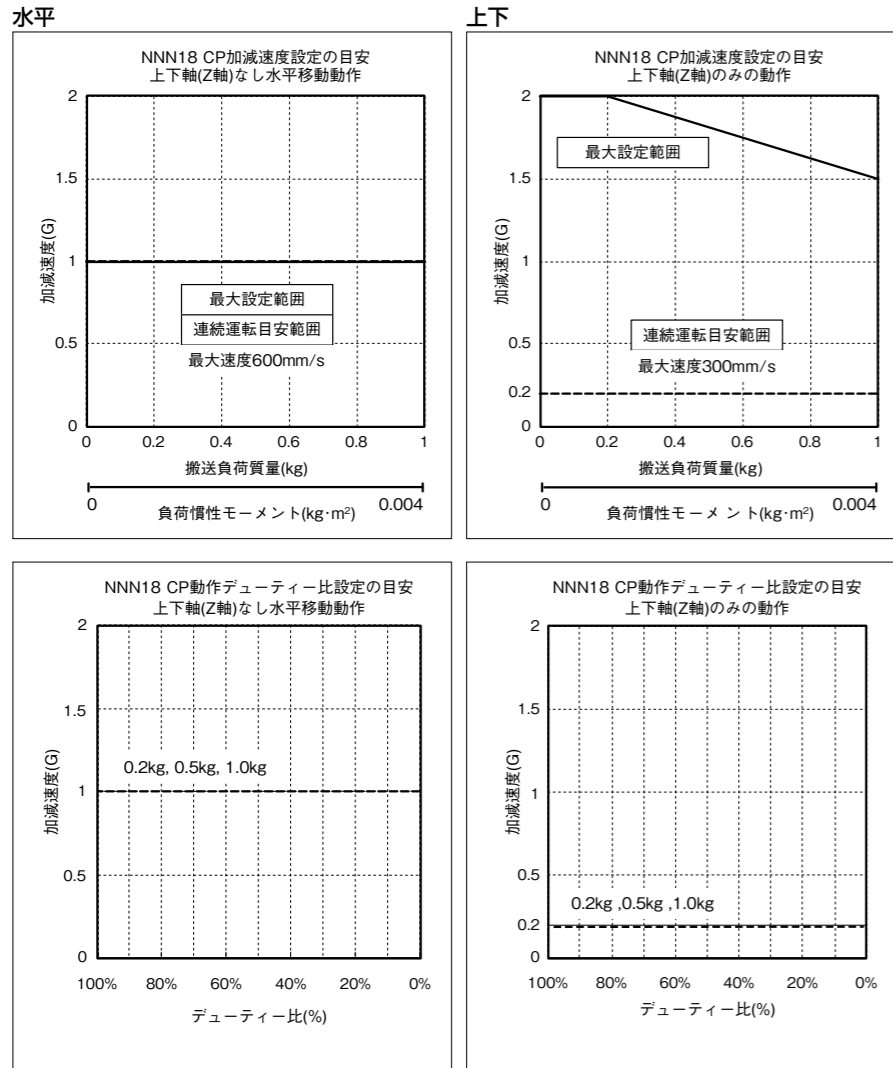 水平
NNN18 CP加減速度設定の目安
上下軸(Z軸)なし水平移動動作
2
1.5
1
0.5
0
加減速度(G)
最大設定範囲
連続運転目安範囲
最大速度600mm/s
0 0.2 0.4 0.6 0.8 1
搬送負荷質量(kg)
0 0.004
負荷慣性モーメント(kg·m²)
上下
NNN18 CP加減速度設定の目安
上下軸(Z軸)のみの動作
2
1.5
1
0.5
0.2
0
加減速度(G)
最大設定範囲
連続運転目安範囲
最大速度300mm/s
0 0.2 0.4 0.6 0.8 1
搬送負荷質量(kg)
0 0.004
負荷慣性モーメント(kg·m²)
NNN18 CP動作デューティー比設定の目安
上下軸(Z軸)なし水平移動動作
2
1.5
1
0.5
0
加減速度(G)
0.2kg, 0.5kg, 1.0kg
100% 80% 60% 40% 20% 0%
デューティー比(%)
NNN18 CP動作デューティー比設定の目安
上下軸(Z軸)のみの動作
2
1.5
1
0.5
0.2
0
加減速度(G)
0.2kg ,0.5kg ,1.0kg
100% 80% 60% 40% 20% 0%
デューティー比(%)